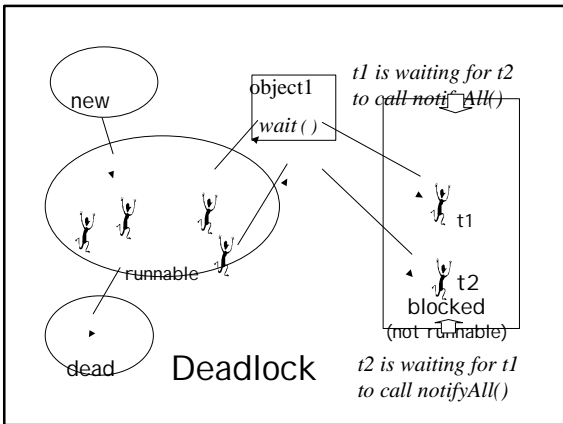 t1 is waiting for t2
to call notifyAll()
new
object1
wait()
t1
runnable
t2
blocked
(not runnable)
dead
Deadlock
t2 is waiting for t1
to call notifyAll()